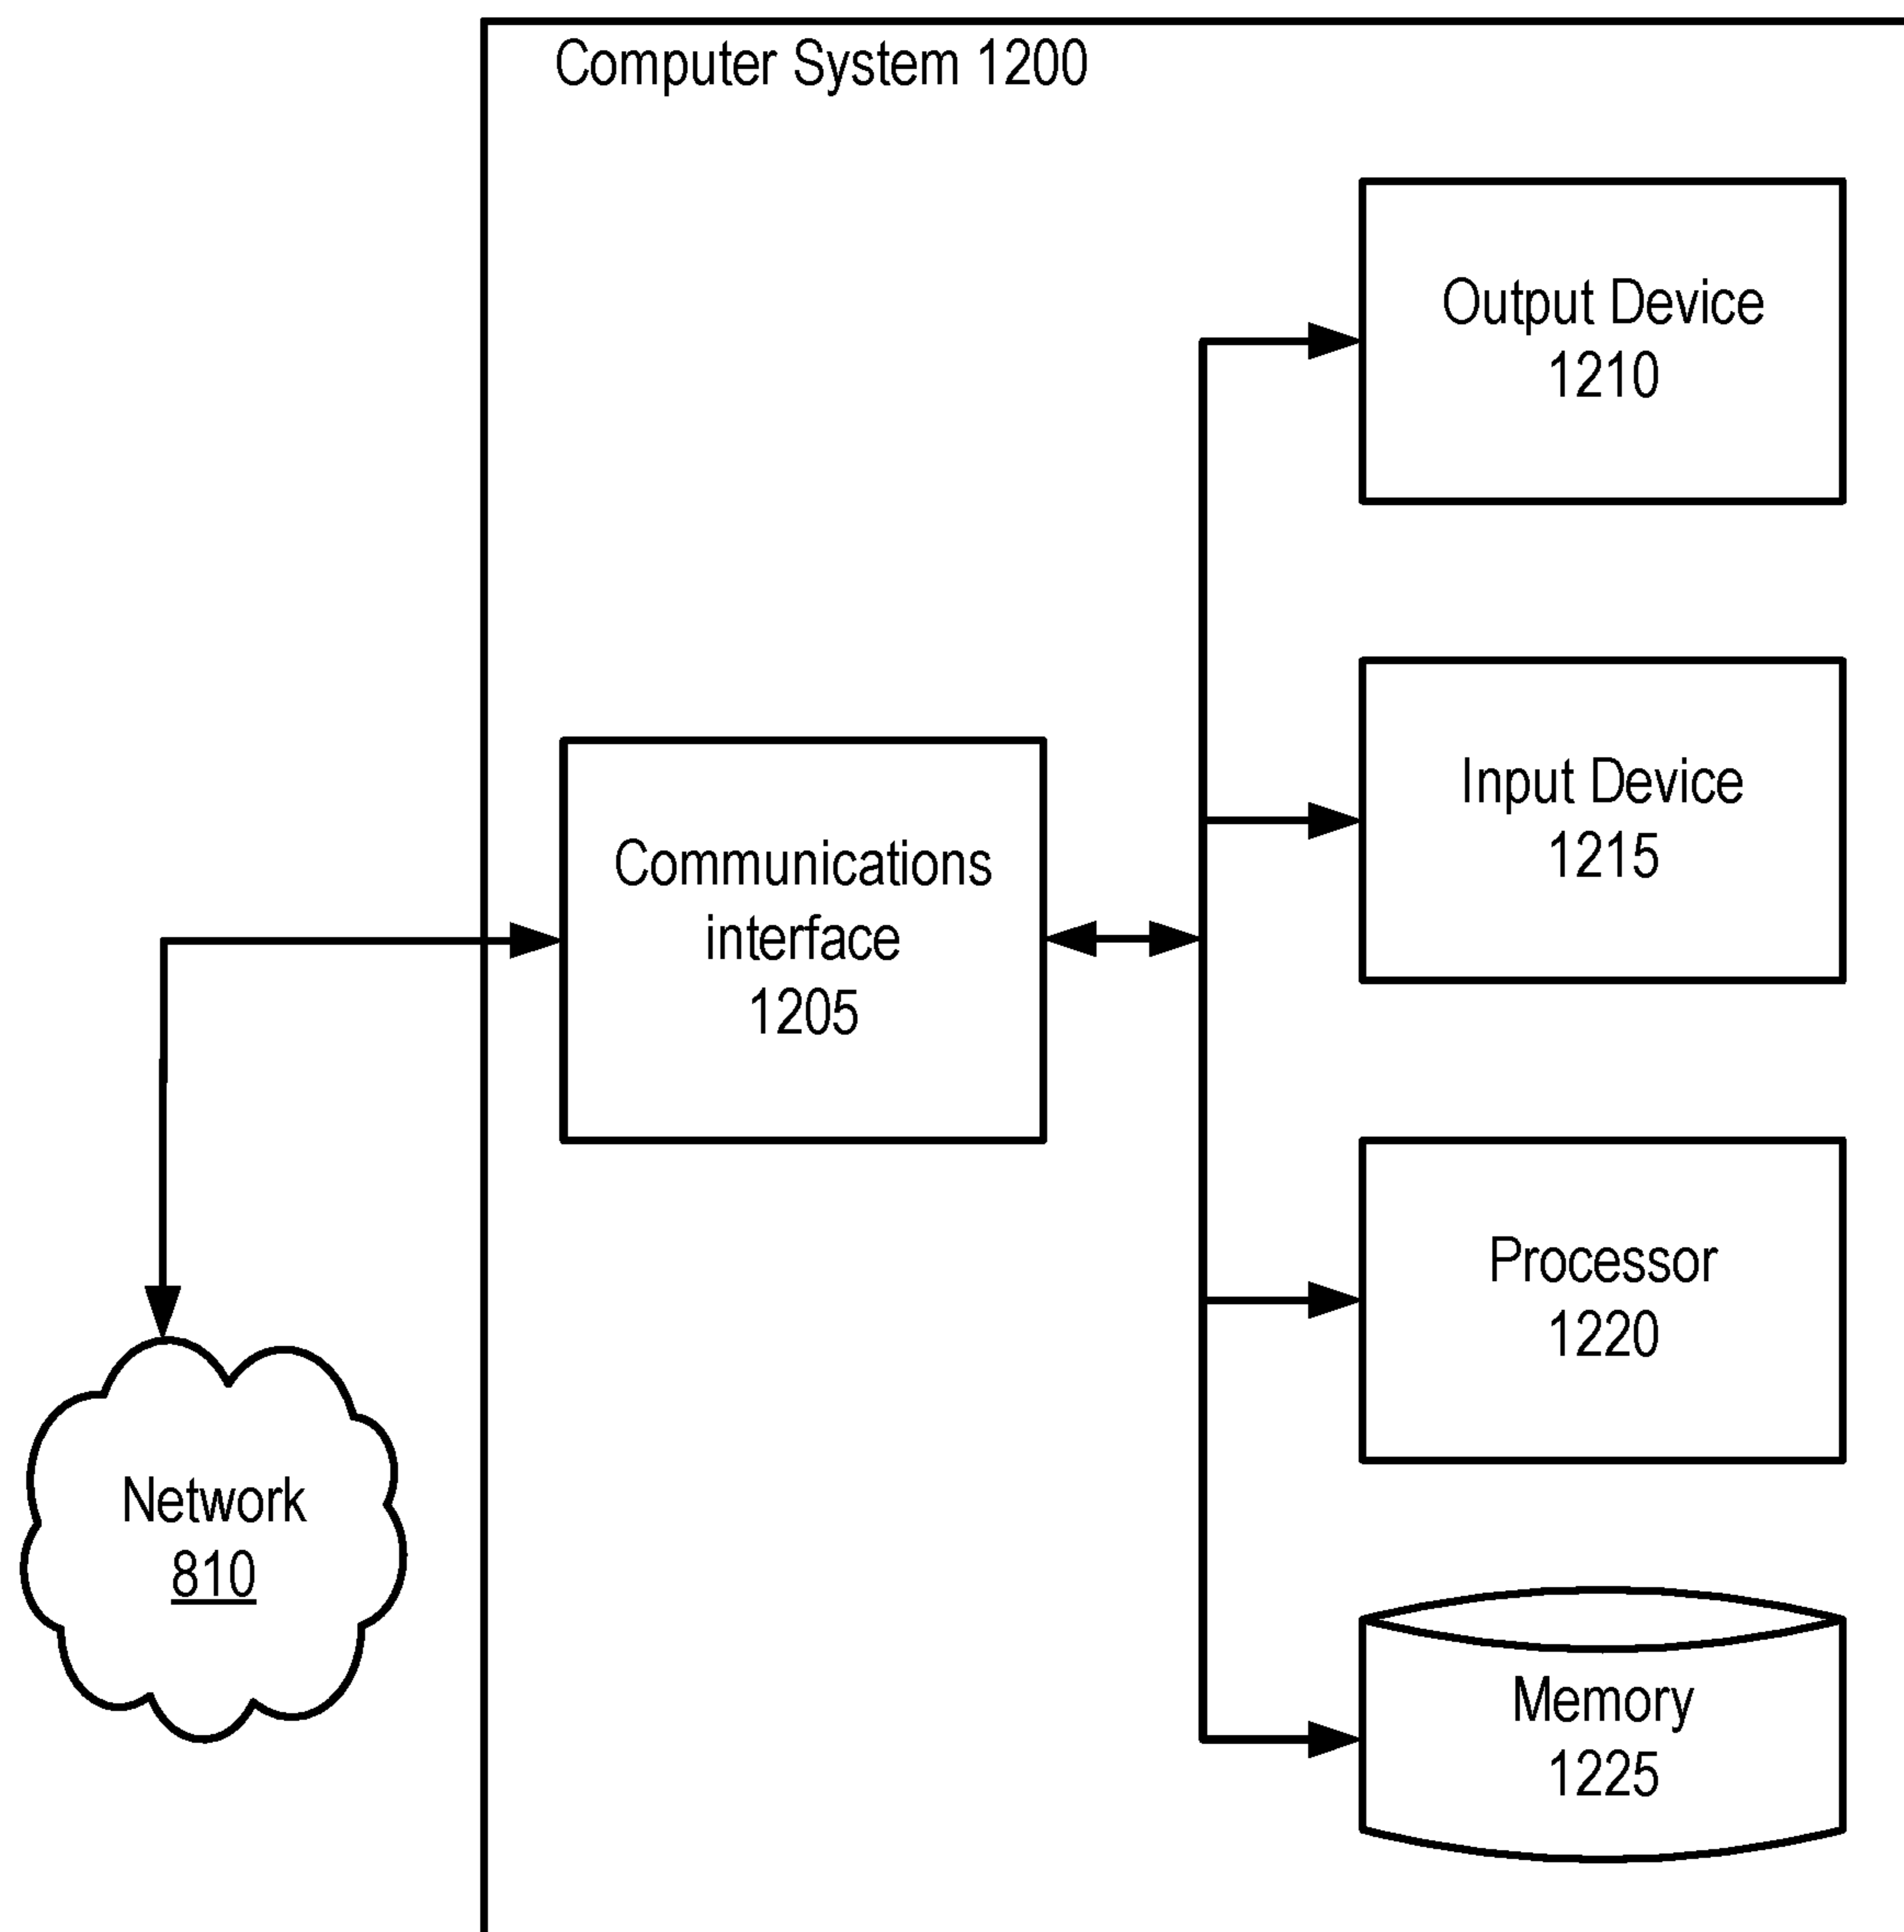 Computer System 1200
Output Device
1210
Input Device
1215
Communications
interface
1205
Processor
1220
Network
810
Memory
1225